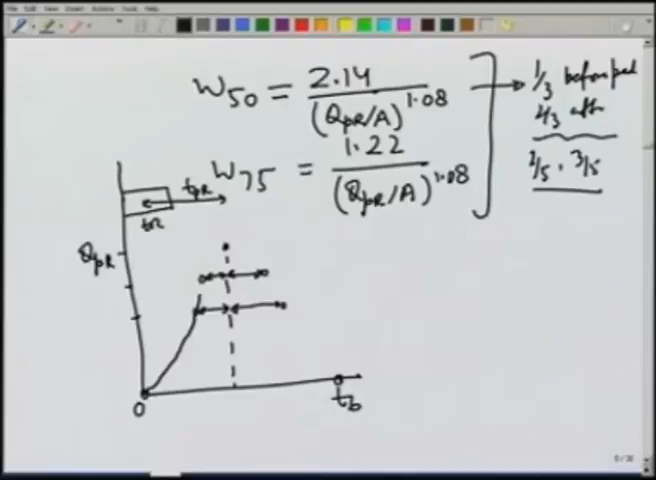 W50 = 2.14 / (QpR/A)^1.08
W75 = 1.22 / (QpR/A)^1.08
1/3 before peak
2/3 after
2/5 . 3/5
tpR
tR
QpR
0
tb